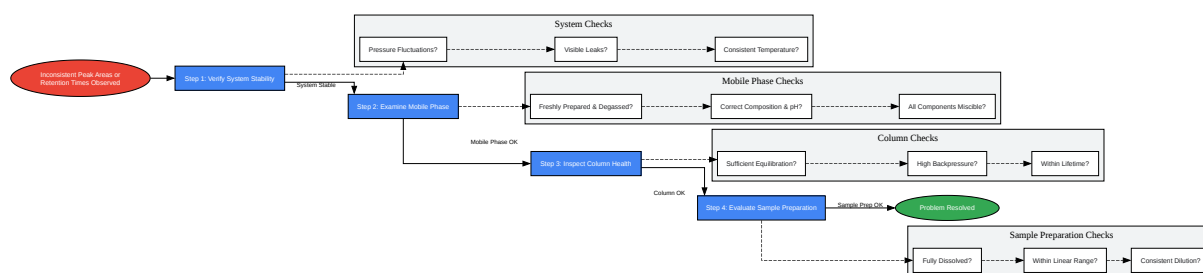 System Checks
Pressure Fluctuations?
Visible Leaks?
Consistent Temperature?
Inconsistent Peak Areas or
Retention Times Observed
Step 1: Verify System Stability
System Stable
Mobile Phase Checks
Step 2: Examine Mobile Phase
Freshly Prepared & Degassed?
Correct Composition & pH?
All Components Miscible?
Mobile Phase OK
Column Checks
Step 3: Inspect Column Health
Sufficient Equilibration?
High Backpressure?
Within Lifetime?
Column OK
Step 4: Evaluate Sample Preparation
Sample Prep OK
Problem Resolved
Sample Preparation Checks
Fully Dissolved?
Within Linear Range?
Consistent Dilution?